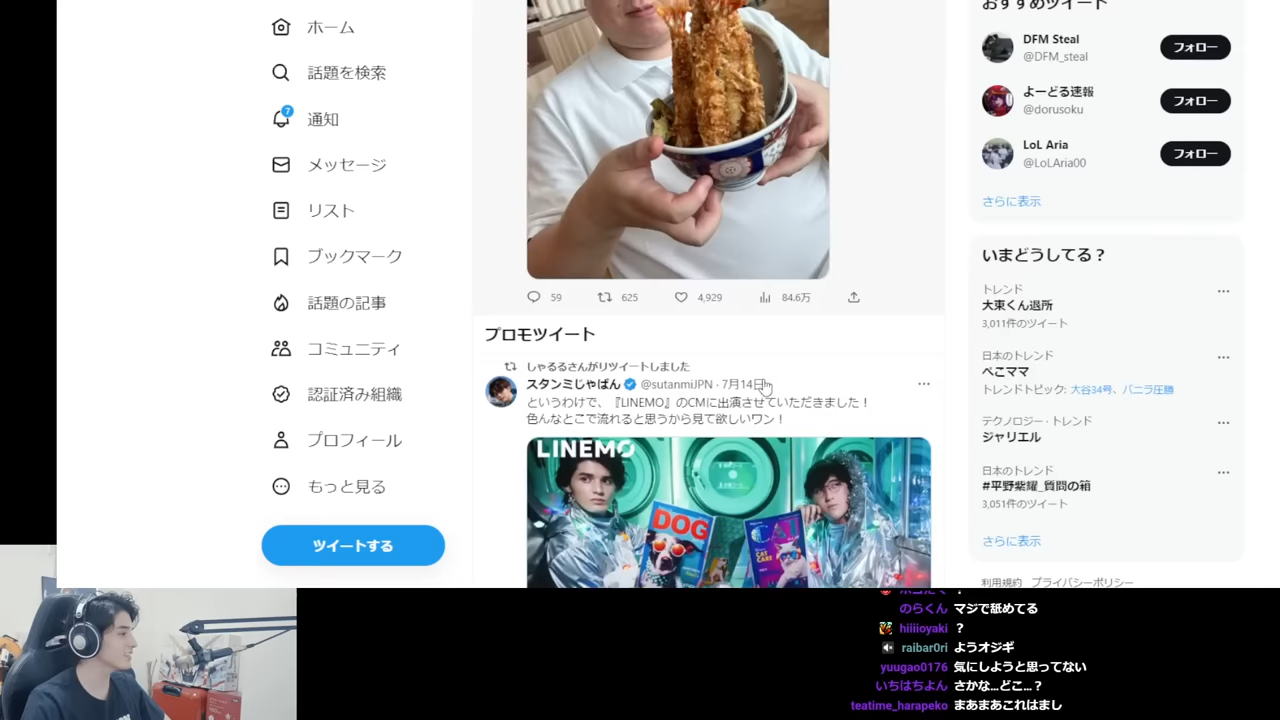 ホーム
話題を検索
7
通知
メッセージ
リスト
ブックマーク
話題の記事
コミュニティ
認証済み組織
プロフィール
もっと見る
ツイートする
59
625
4,929
84.6万
プロモツイート
しゃるるさんがリツイートしました
スタンミじゃぱん @sutanmiJPN · 7月14日
というわけで、『LINEMO』のCMに出演させていただきました！
色んなとこで流れると思うから見て欲しいワン！
LINEMO
DOG
CAT CARE
おすすめツイート
DFM Steal
@DFM_steal
フォロー
よーどる速報
@dorusoku
フォロー
LoL Aria
@LoLAria00
フォロー
さらに表示
いまどうしてる？
トレンド
大東くん退所
3,011件のツイート
日本のトレンド
ぺこママ
トレンドトピック: 大谷34号、バニラ圧勝
テクノロジー · トレンド
ジャリエル
日本のトレンド
#平野紫耀_質問の箱
3,051件のツイート
さらに表示
利用規約 プライバシーポリシー
のらくん マジで舐めてる
hiiiioyaki ？
raibar0ri ようオジギ
yuugao0176 気にしようと思ってない
いちはちよん さかな...どこ...？
teatime_harapeko まあまあこれはまし